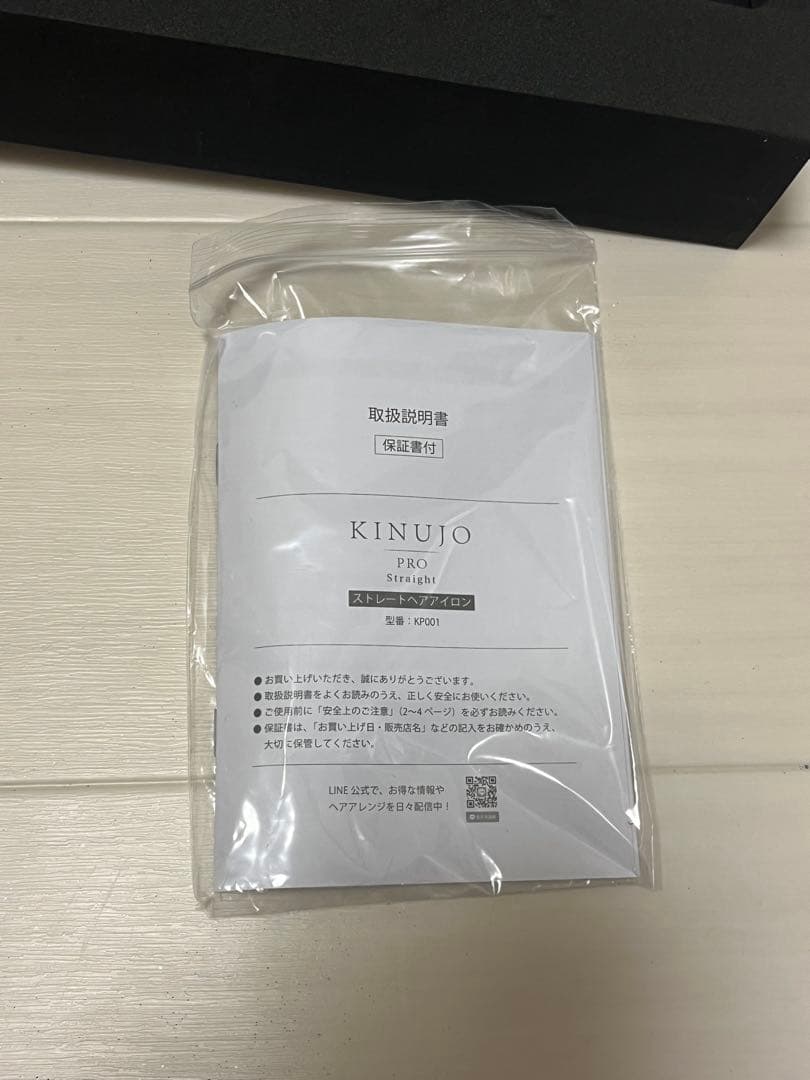 取扱説明書
保証書付
KINUJO
PRO
Straight
ストレートヘアアイロン
型番：KP001
● お買い上げいただき、誠にありがとうございます。
● 取扱説明書をよくお読みのうえ、正しく安全にお使いください。
● ご使用前に「安全上のご注意」（2〜4ページ）を必ずお読みください。
● 保証書は、「お買い上げ日・販売店名」などの記入をお確かめのうえ、
大切に保管してください。
LINE公式で、お得な情報や
ヘアアレンジを日々配信中！